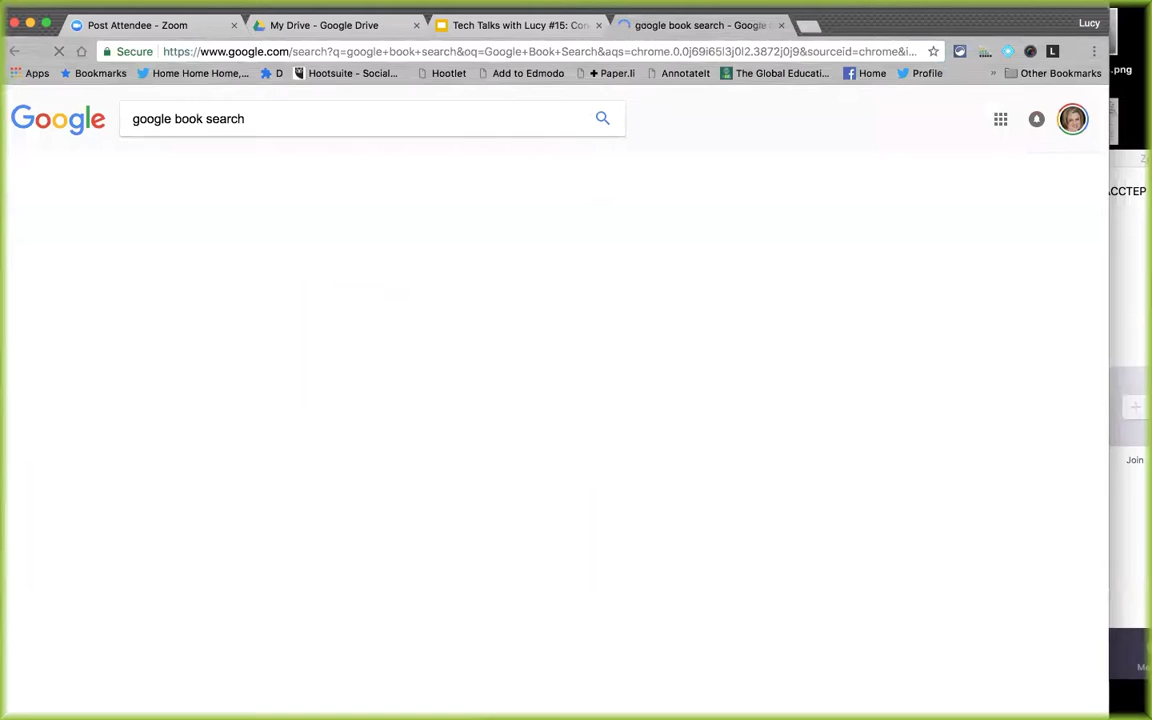 Post Attendee - Zoom
My Drive - Google Drive
Tech Talks with Lucy #15: Con
google book search - Google
Lucy
Secure
https://www.google.com/search?q=google+book+search&oq=Google+Book+Search&aqs=chrome.0.0j69i65l3j0l2.3872j0j9&sourceid=chrome&i...
.png
Apps
Bookmarks
Home Home Home,...
D
Hootsuite - Social...
Hootlet
Add to Edmodo
+ Paper.li
AnnotateIt
The Global Educati...
Home
Profile
»
Other Bookmarks
Google
google book search
ACCTEP
Join